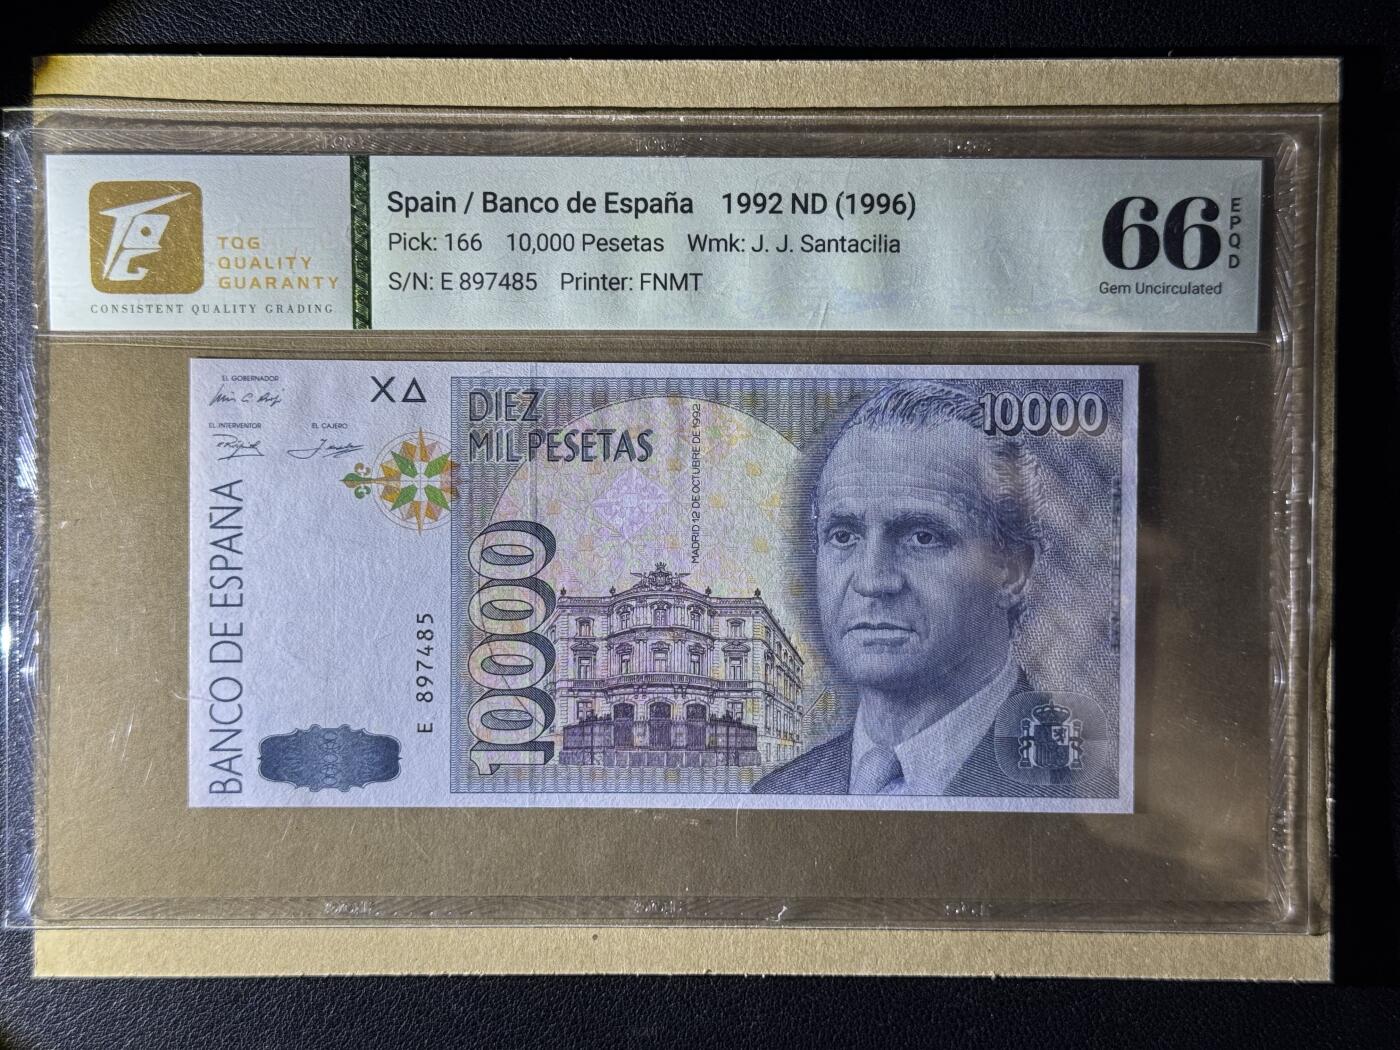 TQG
QUALITY
GUARANTY
CONSISTENT QUALITY GRADING
Spain / Banco de España 1992 ND (1996)
Pick: 166 10,000 Pesetas Wmk: J. J. Santacilia
S/N: E 897485 Printer: FNMT
66
EPQD
Gem Uncirculated
EL GOBERNADOR
EL INTERVENTOR
EL CAJERO
DIEZ
MIL PESETAS
10000
MADRID 12 DE OCTUBRE DE 1992
BANCO DE ESPAÑA
E 897485
10000